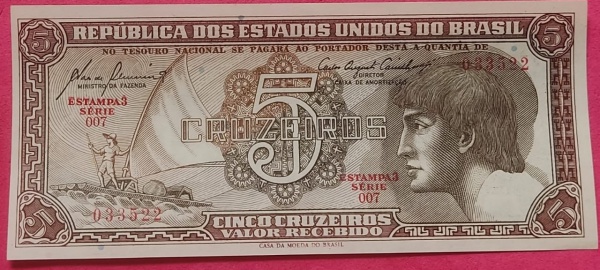 5 REPÚBLICA DOS ESTADOS UNIDOS DO BRASIL 5
NO TESOURO NACIONAL SE PAGARÁ AO PORTADOR DESTA A QUANTIA DE
MINISTRO DA FAZENDA
DIRETOR
CAIXA DE AMORTIZAÇÃO
033522
ESTAMPA 3
SÉRIE
007
5
CRUZEIROS
ESTAMPA 3
SÉRIE
007
033522
5 CINCO CRUZEIROS 5
VALOR RECEBIDO
CASA DA MOEDA DO BRASIL